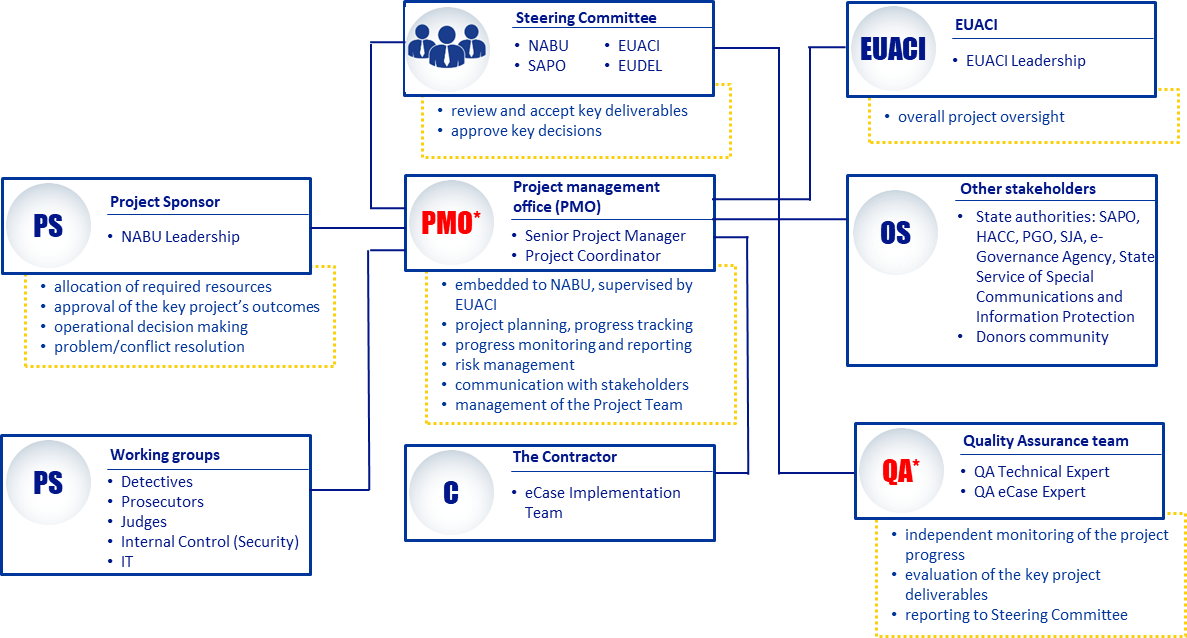 Steering Committee
• NABU
• SAPO
• EUACI
• EUDEL
• review and accept key deliverables
• approve key decisions
EUACI
EUACI
• EUACI Leadership
• overall project oversight
PS
Project Sponsor
• NABU Leadership
• allocation of required resources
• approval of the key project's outcomes
• operational decision making
• problem/conflict resolution
PMO*
Project management
office (PMO)
• Senior Project Manager
• Project Coordinator
• embedded to NABU, supervised by
EUACI
• project planning, progress tracking
• progress monitoring and reporting
• risk management
• communication with stakeholders
• management of the Project Team
OS
Other stakeholders
• State authorities: SAPO,
HACC, PGO, SJA, e-
Governance Agency, State
Service of Special
Communications and
Information Protection
• Donors community
PS
Working groups
• Detectives
• Prosecutors
• Judges
• Internal Control (Security)
• IT
C
The Contractor
• eCase Implementation
Team
QA*
Quality Assurance team
• QA Technical Expert
• QA eCase Expert
• independent monitoring of the project
progress
• evaluation of the key project
deliverables
• reporting to Steering Committee